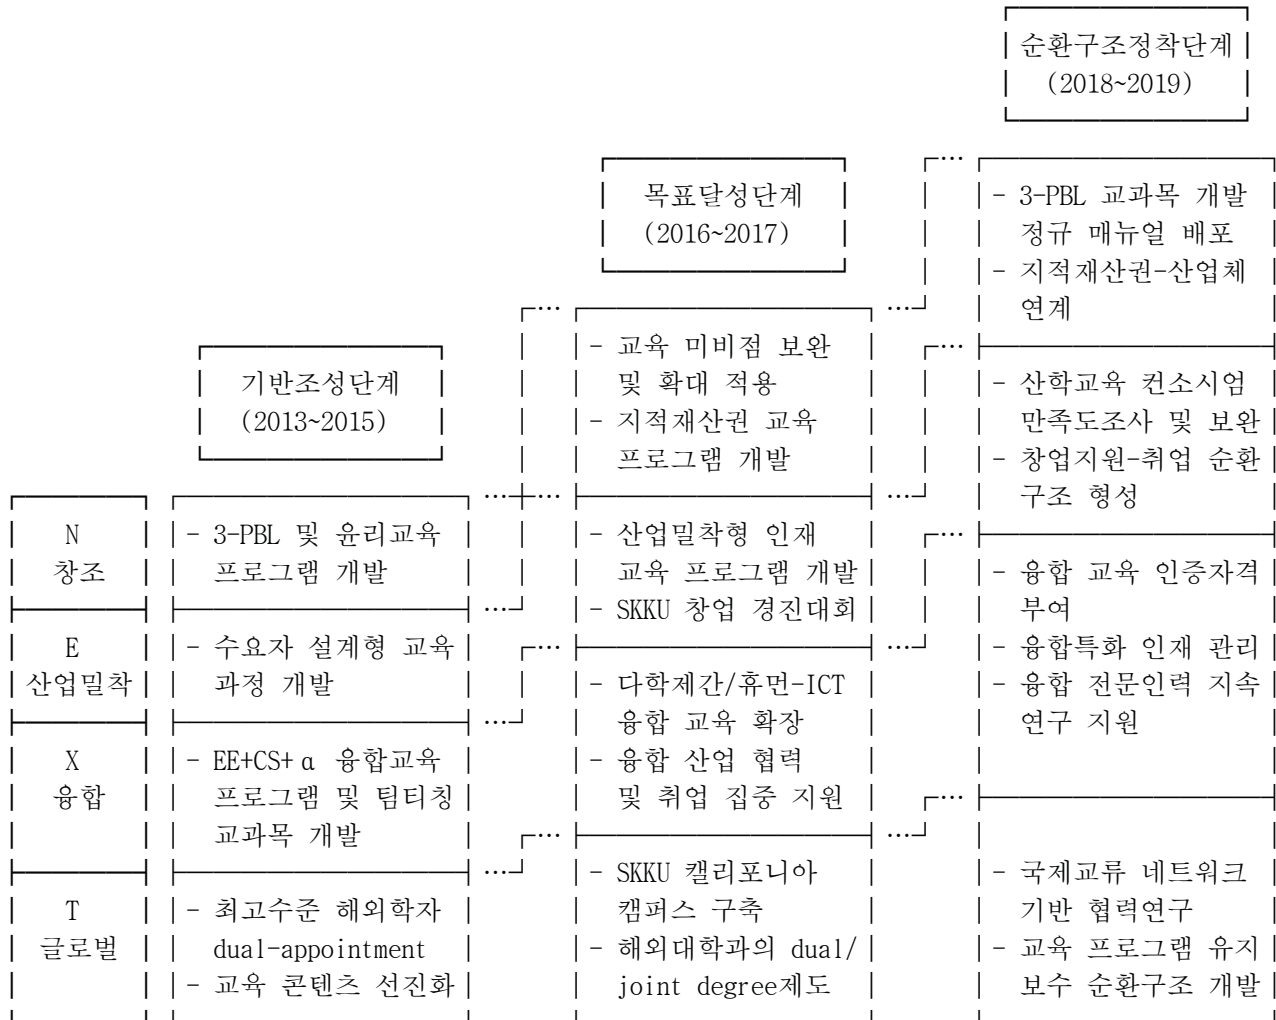 순환구조정착단계
(2018~2019)
목표달성단계
(2016~2017)
- 3-PBL 교과목 개발
정규 매뉴얼 배포
- 지적재산권-산업체
연계
기반조성단계
(2013~2015)
- 교육 미비점 보완
및 확대 적용
- 지적재산권 교육
프로그램 개발
- 산학교육 컨소시엄
만족도조사 및 보완
- 창업지원-취업 순환
구조 형성
N
창조
- 3-PBL 및 윤리교육
프로그램 개발
- 산업밀착형 인재
교육 프로그램 개발
- SKKU 창업 경진대회
- 융합 교육 인증자격
부여
- 융합특화 인재 관리
- 융합 전문인력 지속
연구 지원
E
산업밀착
- 수요자 설계형 교육
과정 개발
- 다학제간/휴먼-ICT
융합 교육 확장
- 융합 산업 협력
및 취업 집중 지원
X
융합
- EE+CS+α 융합교육
프로그램 및 팀티칭
교과목 개발
T
글로벌
- 최고수준 해외학자
dual-appointment
- 교육 콘텐츠 선진화
- SKKU 캘리포니아
캠퍼스 구축
- 해외대학과의 dual/
joint degree제도
- 국제교류 네트워크
기반 협력연구
- 교육 프로그램 유지
보수 순환구조 개발